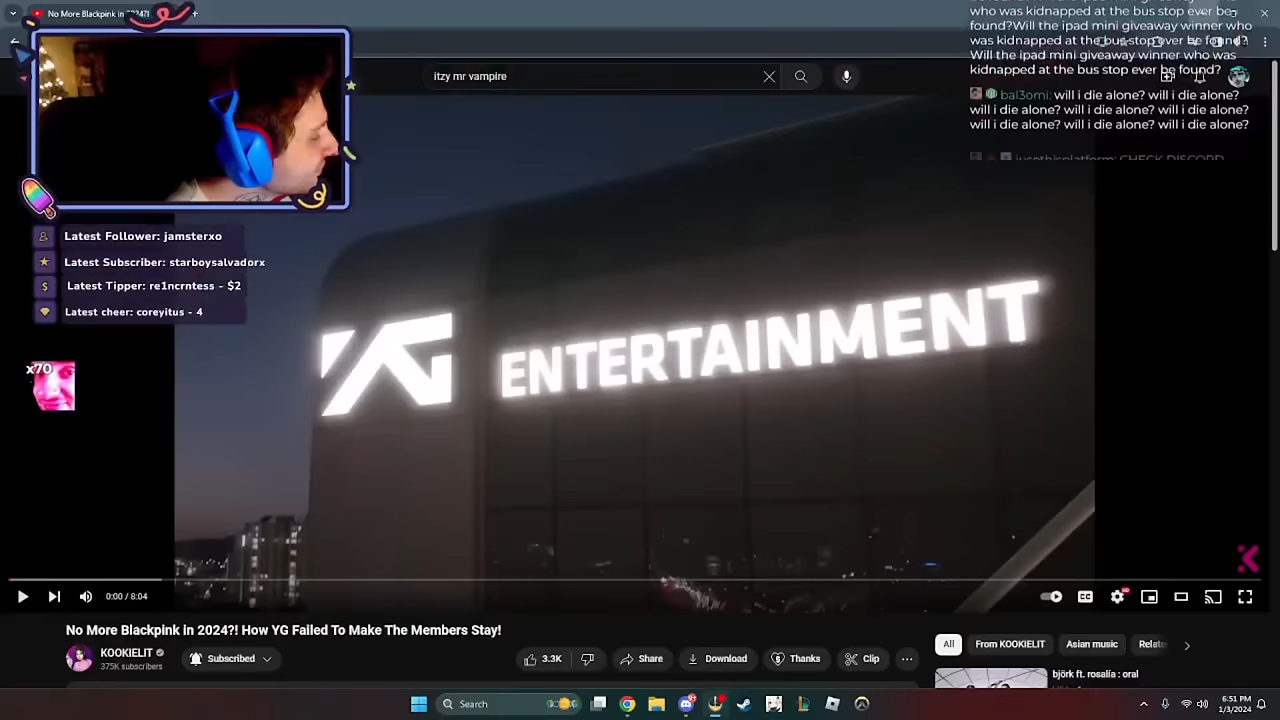 No More Blackpink in 2024?!
who was kidnapped at the bus stop ever be
found?Will the ipad mini giveaway winner who
was kidnapped at the bus stop ever be found?
Will the ipad mini giveaway winner who was
kidnapped at the bus stop ever be found?
itzy mr vampire
bal3omi: will i die alone? will i die alone?
will i die alone? will i die alone? will i die alone?
will i die alone? will i die alone? will i die alone?
justthisplatform: CHECK DISCORD
Latest Follower: jamsterxo
Latest Subscriber: starboysalvadorx
Latest Tipper: re1ncrntess - $2
Latest cheer: coreyitus - 4
x70
YG ENTERTAINMENT
0:00 / 8:04
No More Blackpink in 2024?! How YG Failed To Make The Members Stay!
KOOKIELIT
375K subscribers
Subscribed
3.3K
Share
Download
Thanks
Clip
All
From KOOKIELIT
Asian music
Relate
björk ft. rosalía : oral
Search
6:51 PM
1/3/2024